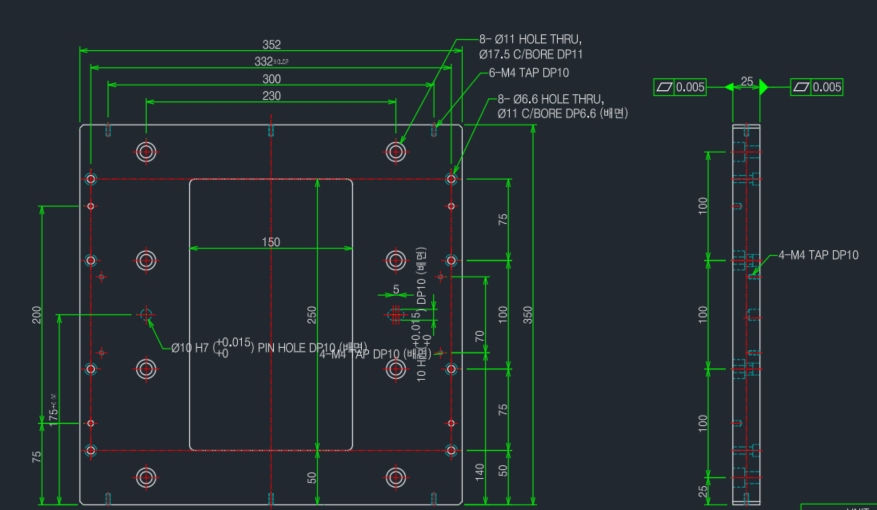 352
332±0.02
300
230
8- Ø11 HOLE THRU,
Ø17.5 C/BORE DP11
6-M4 TAP DP10
8- Ø6.6 HOLE THRU,
Ø11 C/BORE DP6.6 (배면)
0.005
25
0.005
75
100
150
5
10 H7 (+0.015 +0) DP10 (배면)
4-M4 TAP DP10
200
250
100
70
350
100
Ø10 H7 (+0.015 +0) PIN HOLE DP10 (배면)
4-M4 TAP DP10 (배면)
175
75
100
75
50
140
50
25